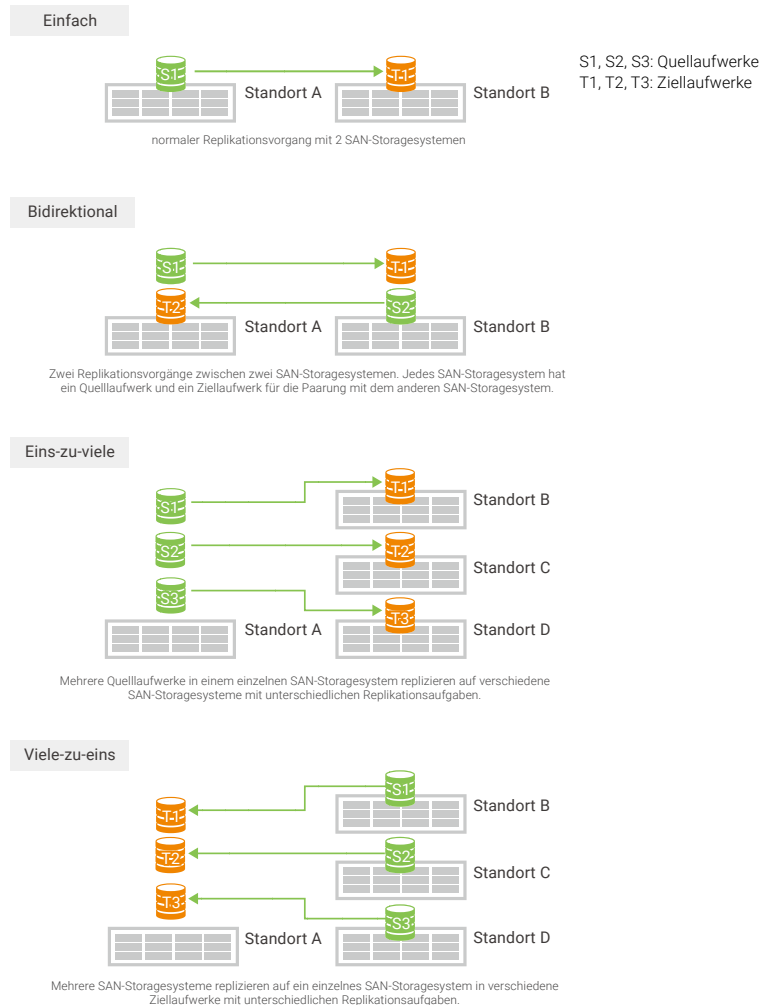 Einfach
S1
T1
S1, S2, S3: Quellaufwerke
T1, T2, T3: Ziellaufwerke
Standort A
Standort B
normaler Replikationsvorgang mit 2 SAN-Storagesystemen
Bidirektional
S1
T1
T2
S2
Standort A
Standort B
Zwei Replikationsvorgänge zwischen zwei SAN-Storagesystemen. Jedes SAN-Storagesystem hat
ein Quelllaufwerk und ein Ziellaufwerk für die Paarung mit dem anderen SAN-Storagesystem.
Eins-zu-viele
T1
S1
Standort B
S2
T2
Standort C
S3
T3
Standort A
Standort D
Mehrere Quelllaufwerke in einem einzelnen SAN-Storagesystem replizieren auf verschiedene
SAN-Storagesysteme mit unterschiedlichen Replikationsaufgaben.
Viele-zu-eins
S1
T1
Standort B
T2
S2
Standort C
T3
S3
Standort A
Standort D
Mehrere SAN-Storagesysteme replizieren auf ein einzelnes SAN-Storagesystem in verschiedene
Ziellaufwerke mit unterschiedlichen Replikationsaufgaben.